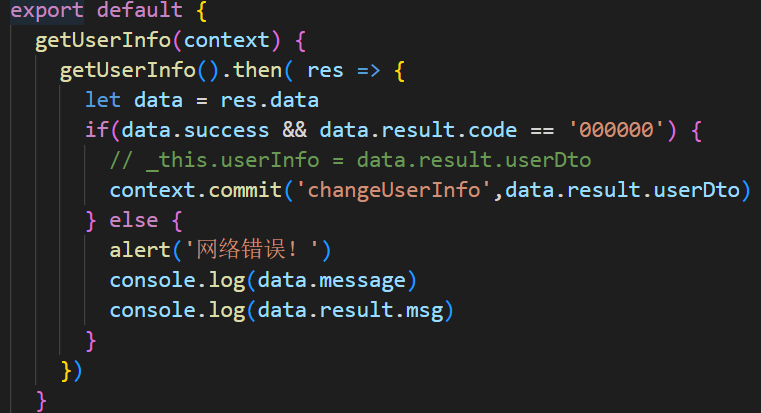 export default {
  getUserInfo(context) {
    getUserInfo().then( res => {
      let data = res.data
      if(data.success && data.result.code == '000000') {
        // _this.userInfo = data.result.userDto
        context.commit('changeUserInfo',data.result.userDto)
      } else {
        alert('网络错误！')
        console.log(data.message)
        console.log(data.result.msg)
      }
    })
  }